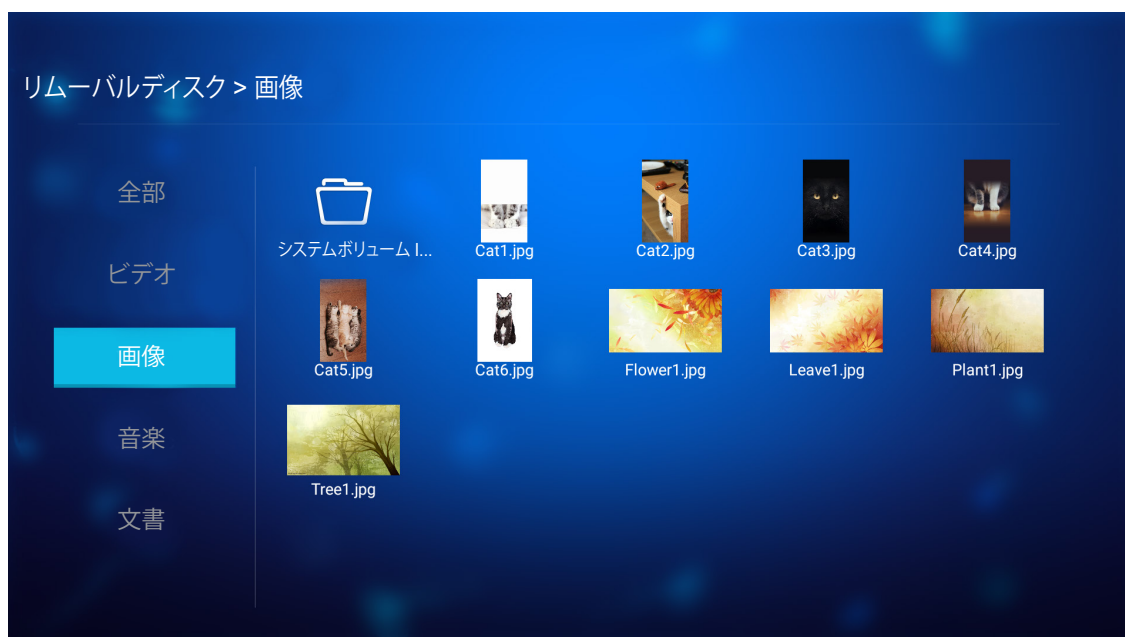 リムーバルディスク > 画像
全部
ビデオ
画像
音楽
文書
システムボリューム I...
Cat1.jpg
Cat2.jpg
Cat3.jpg
Cat4.jpg
Cat5.jpg
Cat6.jpg
Flower1.jpg
Leave1.jpg
Plant1.jpg
Tree1.jpg